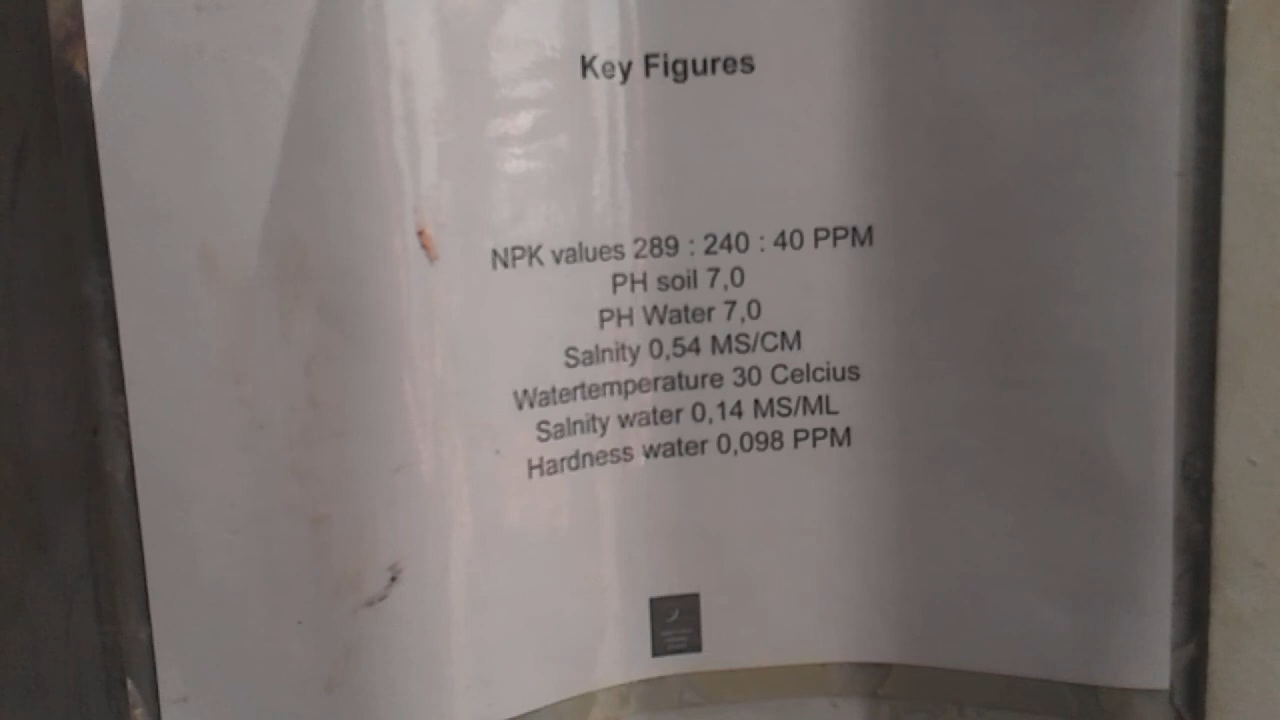 Key Figures
NPK values 289 : 240 : 40 PPM
PH soil 7,0
PH Water 7,0
Salnity 0,54 MS/CM
Watertemperature 30 Celcius
Salnity water 0,14 MS/ML
Hardness water 0,098 PPM